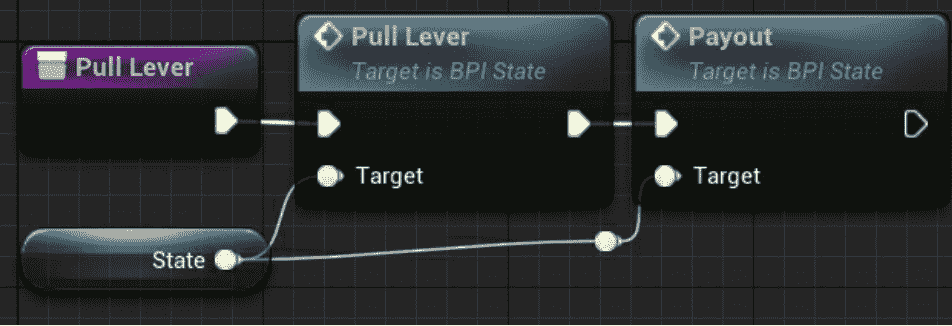 Pull Lever
Pull Lever
Target is BPI State
Target
Payout
Target is BPI State
Target
State